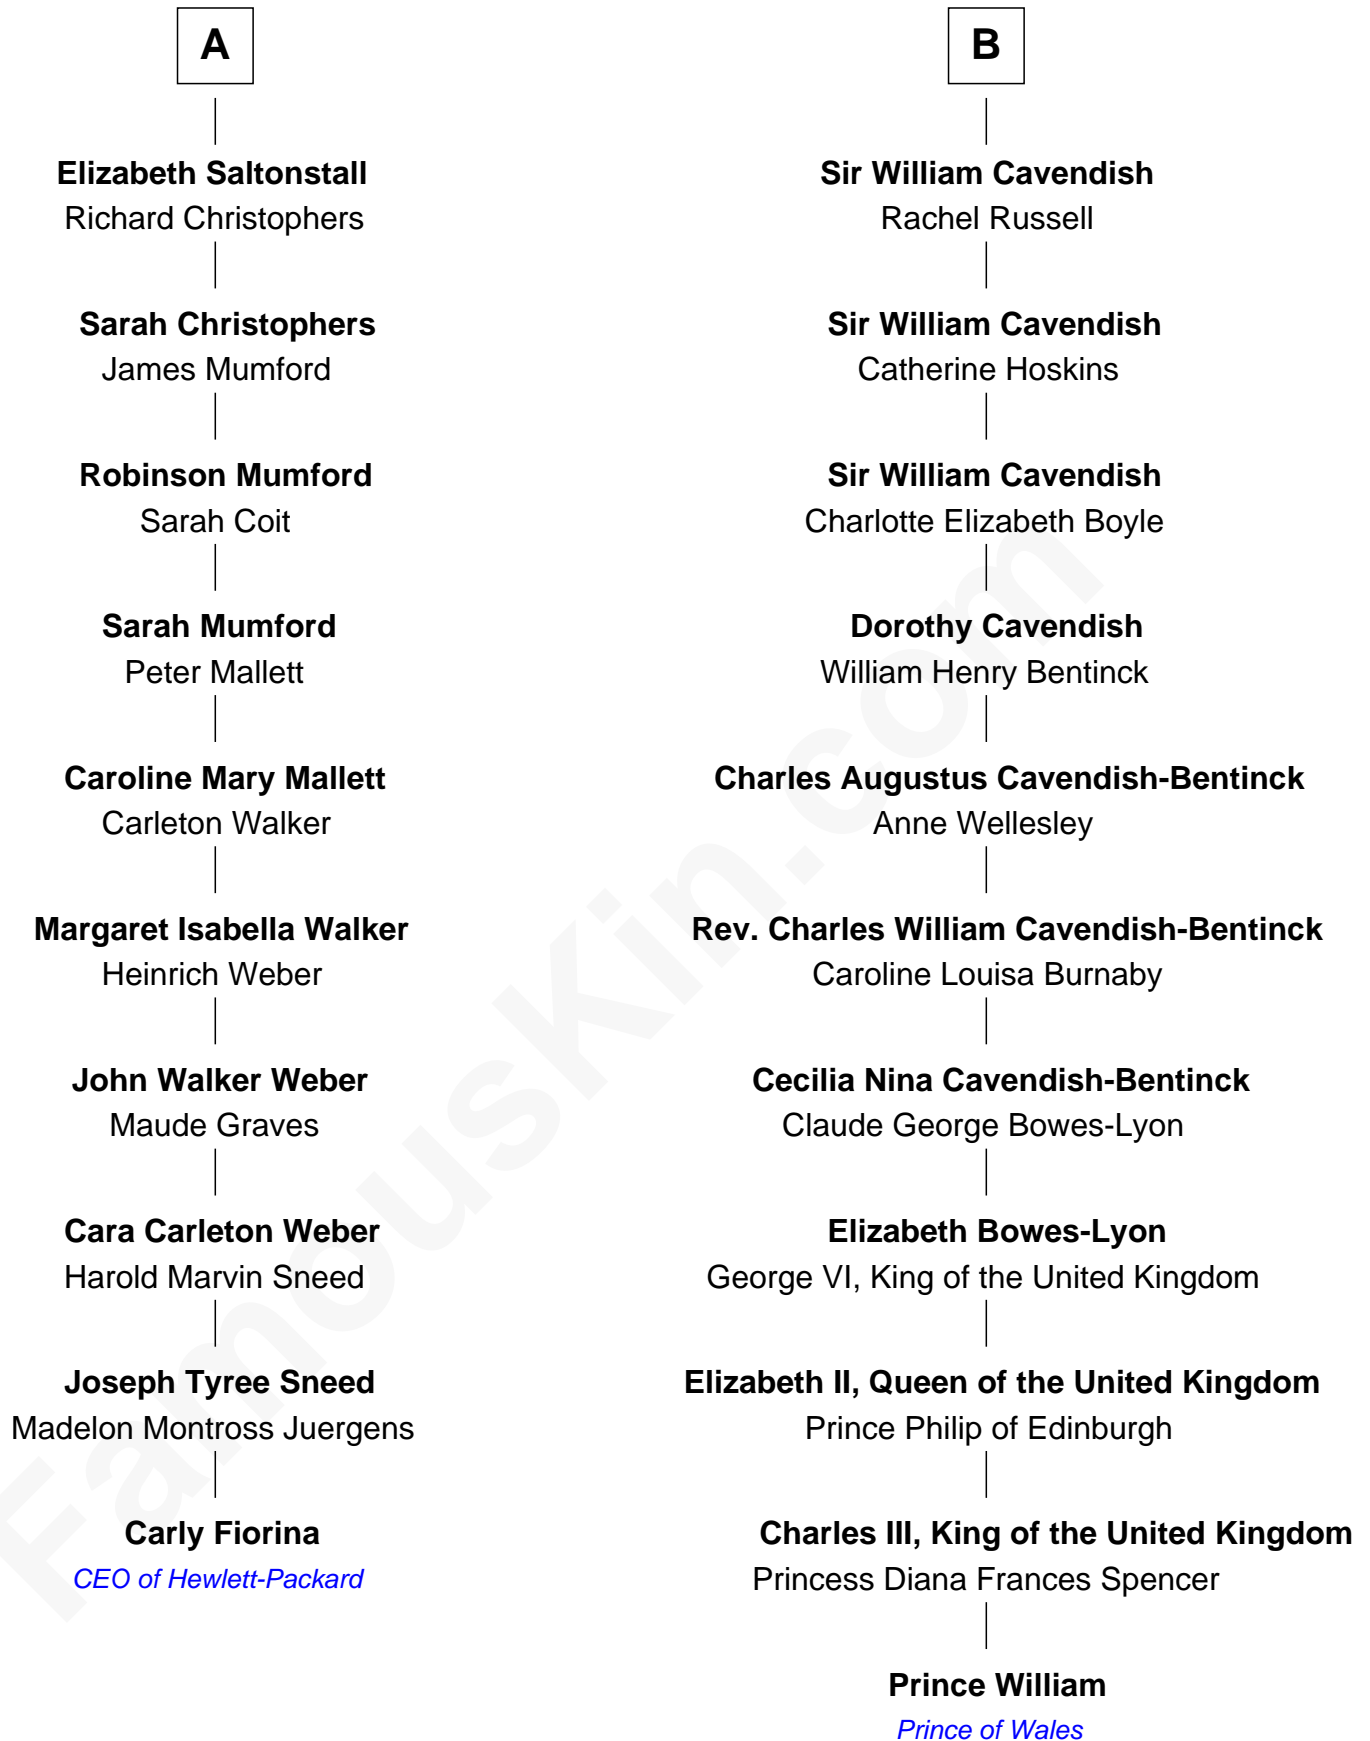 A
Elizabeth Saltonstall
Richard Christophers
Sarah Christophers
James Mumford
Robinson Mumford
Sarah Coit
Sarah Mumford
Peter Mallett
Caroline Mary Mallett
Carleton Walker
Margaret Isabella Walker
Heinrich Weber
John Walker Weber
Maude Graves
Cara Carleton Weber
Harold Marvin Sneed
Joseph Tyree Sneed
Madelon Montross Juergens
Carly Fiorina
CEO of Hewlett-Packard
B
Sir William Cavendish
Rachel Russell
Sir William Cavendish
Catherine Hoskins
Sir William Cavendish
Charlotte Elizabeth Boyle
Dorothy Cavendish
William Henry Bentinck
Charles Augustus Cavendish-Bentinck
Anne Wellesley
Rev. Charles William Cavendish-Bentinck
Caroline Louisa Burnaby
Cecilia Nina Cavendish-Bentinck
Claude George Bowes-Lyon
Elizabeth Bowes-Lyon
George VI, King of the United Kingdom
Elizabeth II, Queen of the United Kingdom
Prince Philip of Edinburgh
Charles III, King of the United Kingdom
Princess Diana Frances Spencer
Prince William
Prince of Wales
FamousKin.com